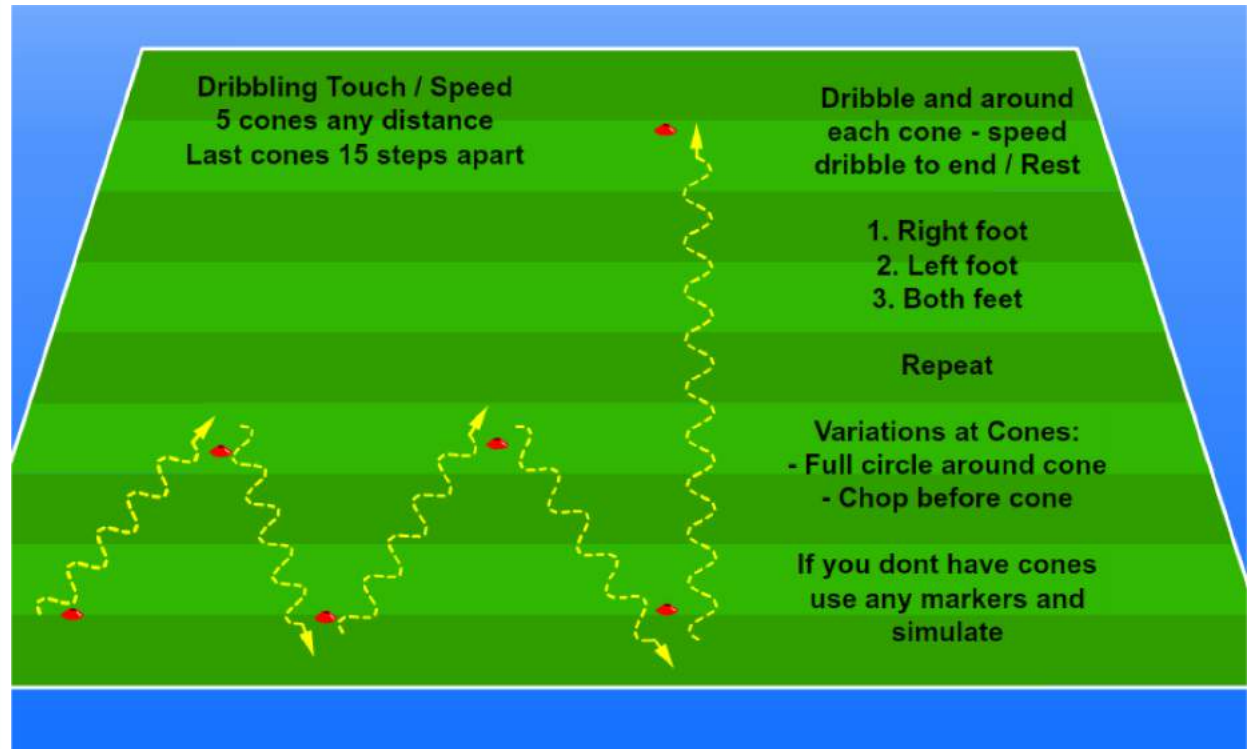 Dribbling Touch / Speed
5 cones any distance
Last cones 15 steps apart
Dribble and around
each cone - speed
dribble to end / Rest
1. Right foot
2. Left foot
3. Both feet
Repeat
Variations at Cones:
- Full circle around cone
- Chop before cone
If you dont have cones
use any markers and
simulate